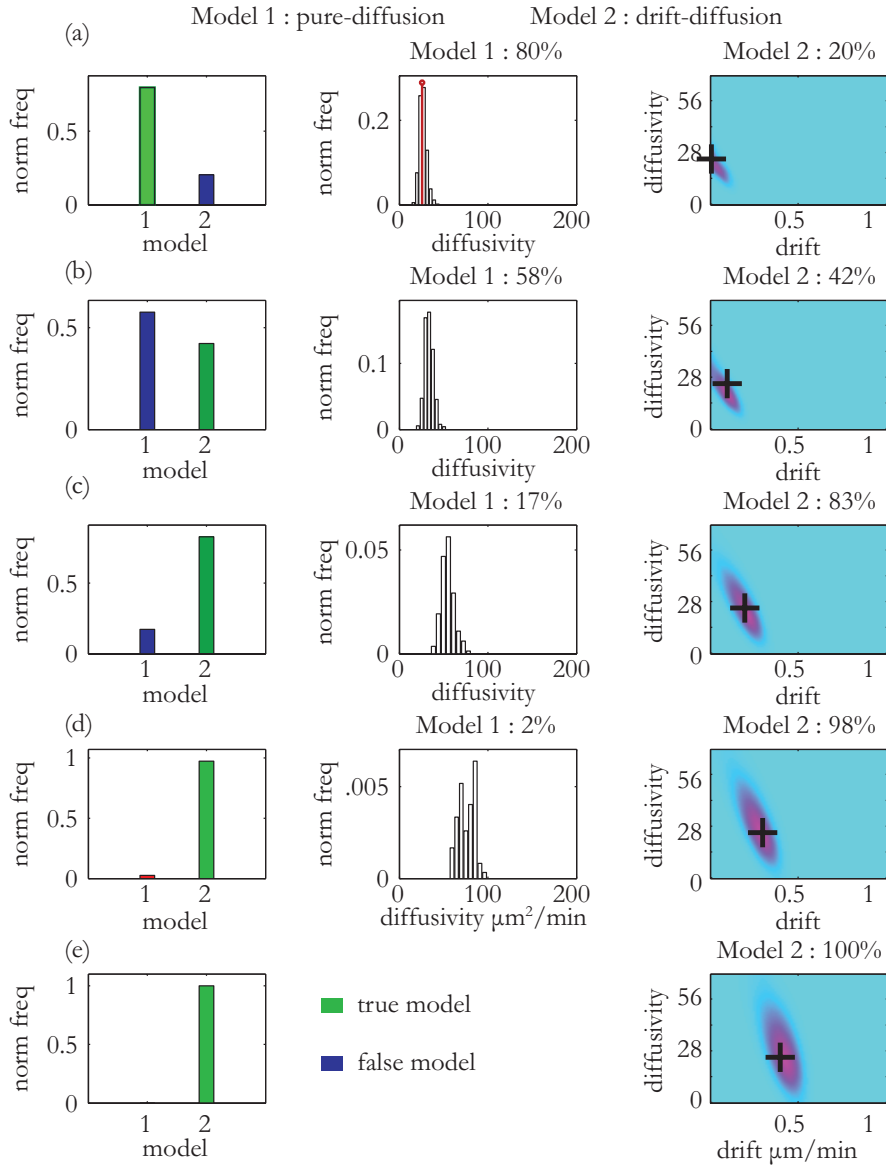 Model 1 : pure-diffusion Model 2 : drift-diffusion
(a)
Model 1 : 80% Model 2 : 20%
norm freq
0.5
0
1 2
model
norm freq
0.2
0
0 100 200
diffusivity
diffusivity
56
28
0
0.5 1
drift
(b)
Model 1 : 58% Model 2 : 42%
norm freq
0.5
0
1 2
model
norm freq
0.1
0
0 100 200
diffusivity
diffusivity
56
28
0
0.5 1
drift
(c)
Model 1 : 17% Model 2 : 83%
norm freq
0.5
0
1 2
model
norm freq
0.05
0
0 100 200
diffusivity
diffusivity
56
28
0
0.5 1
drift
(d)
Model 1 : 2% Model 2 : 98%
norm freq
1
0.5
0
1 2
model
norm freq
.005
0
0 100 200
diffusivity μm²/min
diffusivity
56
28
0
0.5 1
drift
(e)
Model 2 : 100%
norm freq
1
0.5
0
1 2
model
true model
false model
diffusivity
56
28
0
0.5 1
drift μm/min